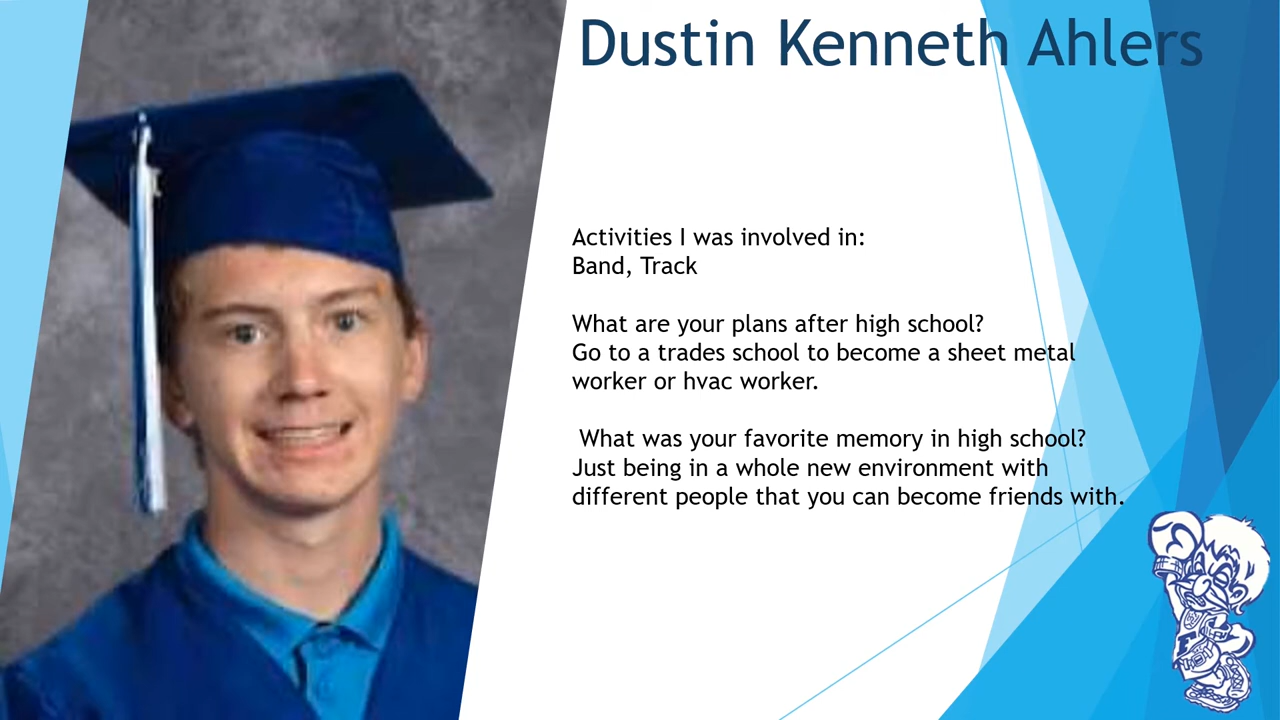 Dustin Kenneth Ahlers
Activities I was involved in:
Band, Track
What are your plans after high school?
Go to a trades school to become a sheet metal
worker or hvac worker.
What was your favorite memory in high school?
Just being in a whole new environment with
different people that you can become friends with.